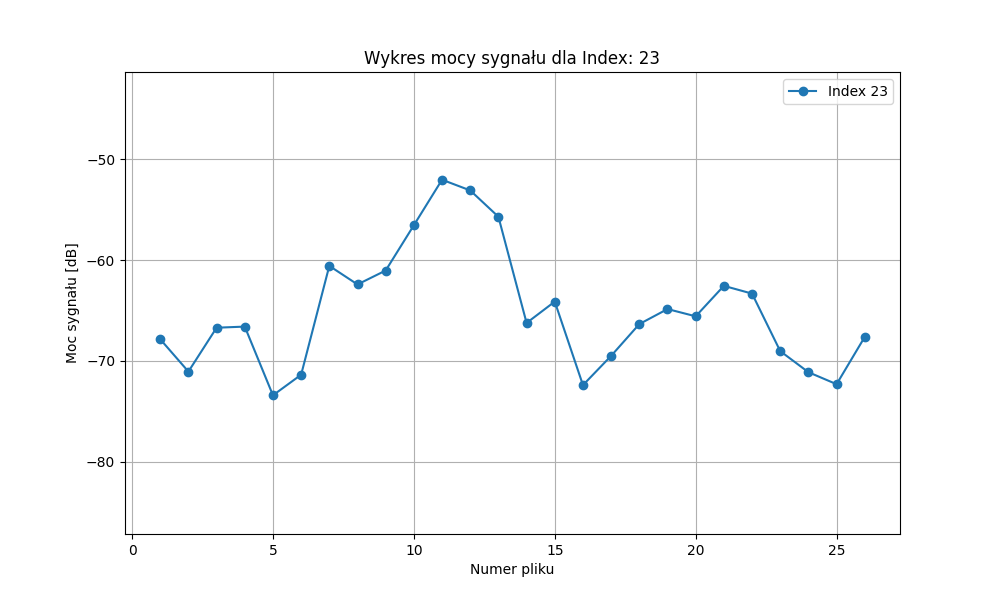 Wykres mocy sygnału dla Index: 23
Index 23
Moc sygnału [dB]
−50
−60
−70
−80
0 5 10 15 20 25
Numer pliku